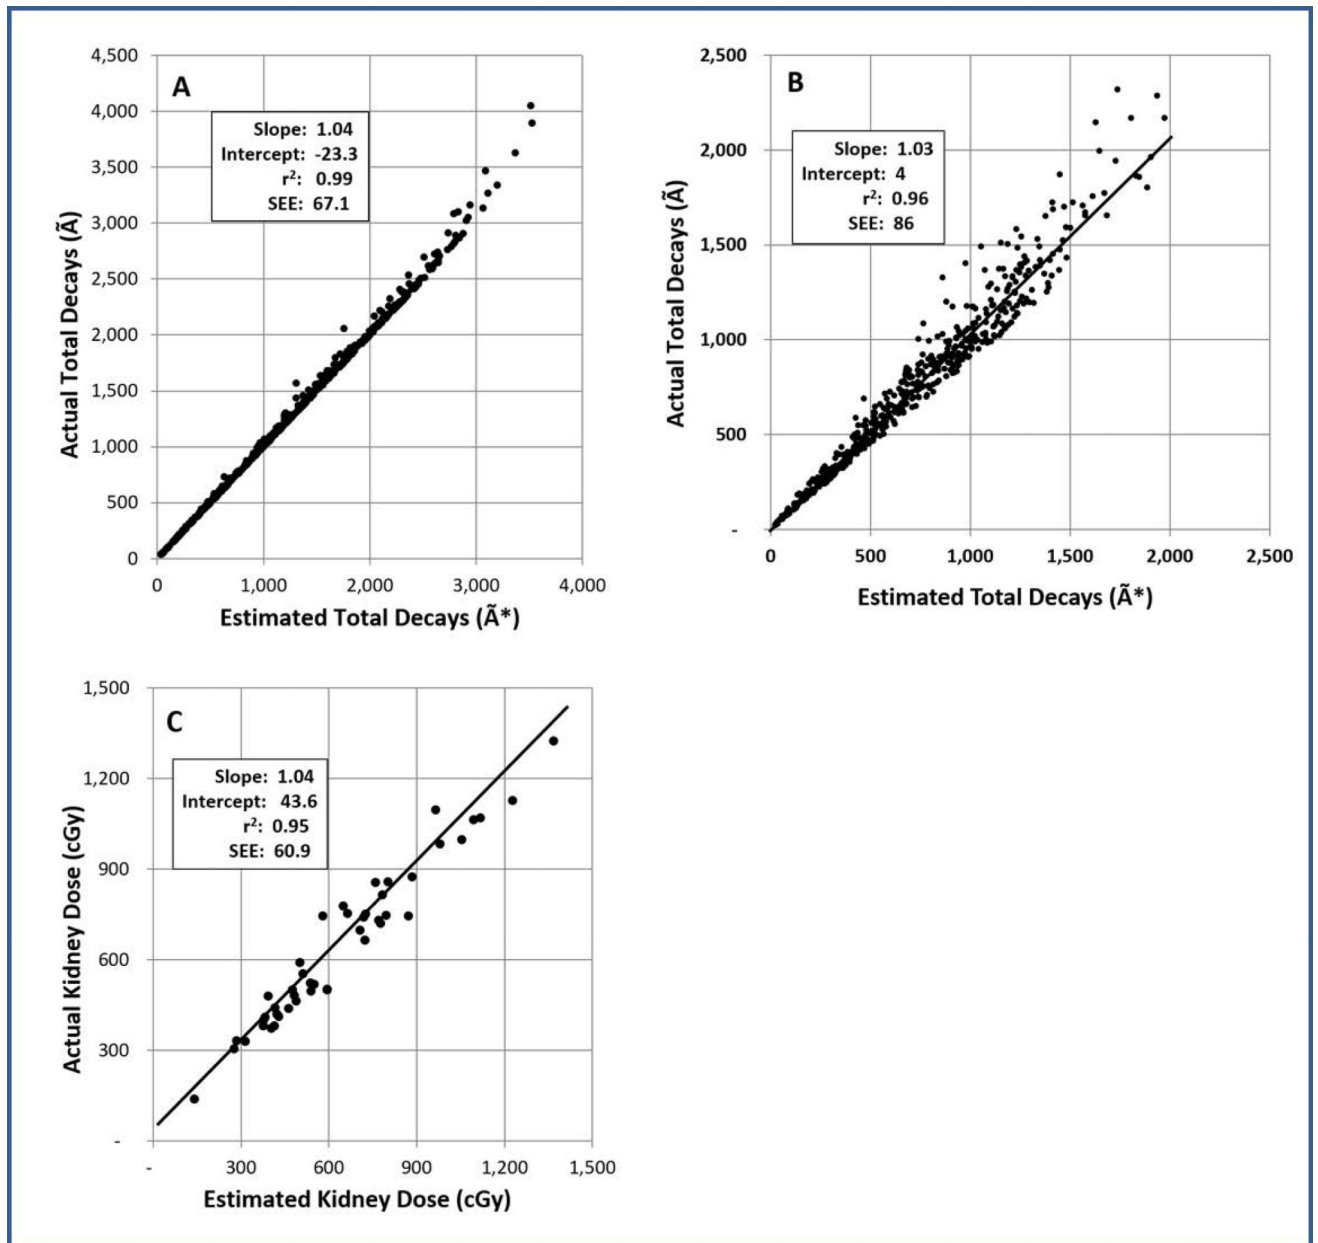 A
Slope: 1.04
Intercept: -23.3
r²: 0.99
SEE: 67.1
4,500
4,000
3,500
3,000
2,500
2,000
1,500
1,000
500
0
0 1,000 2,000 3,000 4,000
Actual Total Decays (Ã)
Estimated Total Decays (Ã*)
B
Slope: 1.03
Intercept: 4
r²: 0.96
SEE: 86
2,500
2,000
1,500
1,000
500
-
0 500 1,000 1,500 2,000 2,500
Actual Total Decays (Ã)
Estimated Total Decays (Ã*)
C
Slope: 1.04
Intercept: 43.6
r²: 0.95
SEE: 60.9
1,500
1,200
900
600
300
-
- 300 600 900 1,200 1,500
Actual Kidney Dose (cGy)
Estimated Kidney Dose (cGy)